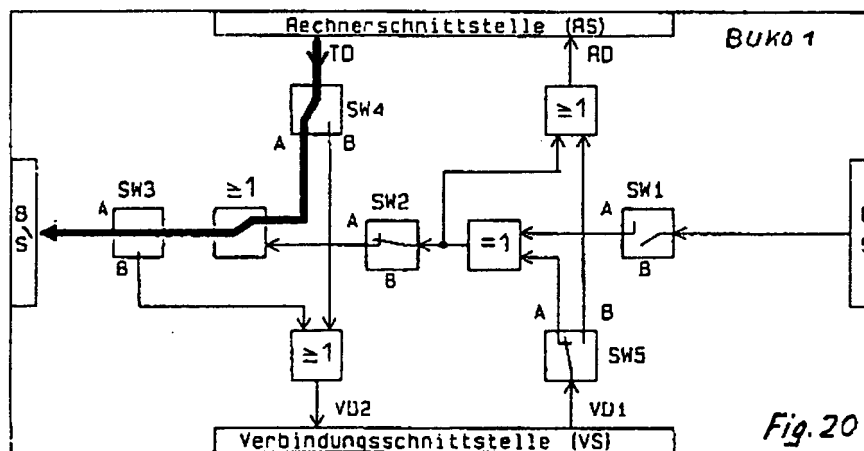 Rechnerschnittstelle (RS)
BUKO 1
TD
RD
SW4
≥1
A
B
SW3
≥1
SW2
SW1
A
A
A
B
S
=1
B
B
B
A
B
≥1
SW5
VD2
VD1
Verbindungsschnittstelle (VS)
Fig. 20